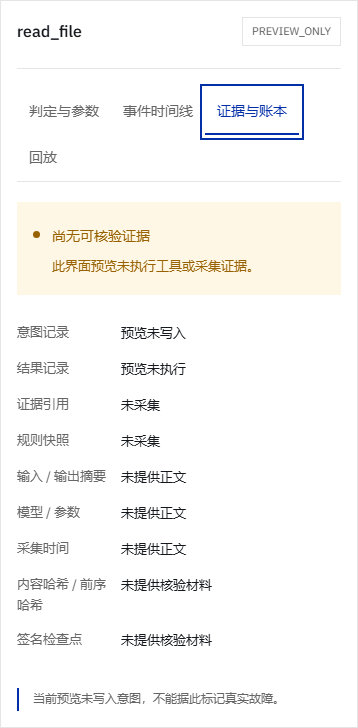 read_file
PREVIEW_ONLY
判定与参数
事件时间线
证据与账本
回放
尚无可核验证据
此界面预览未执行工具或采集证据。
意图记录 预览未写入
结果记录 预览未执行
证据引用 未采集
规则快照 未采集
输入 / 输出摘要 未提供正文
模型 / 参数 未提供正文
采集时间 未提供正文
内容哈希 / 前序 未提供核验材料
哈希
签名检查点 未提供核验材料
当前预览未写入意图，不能据此标记真实故障。